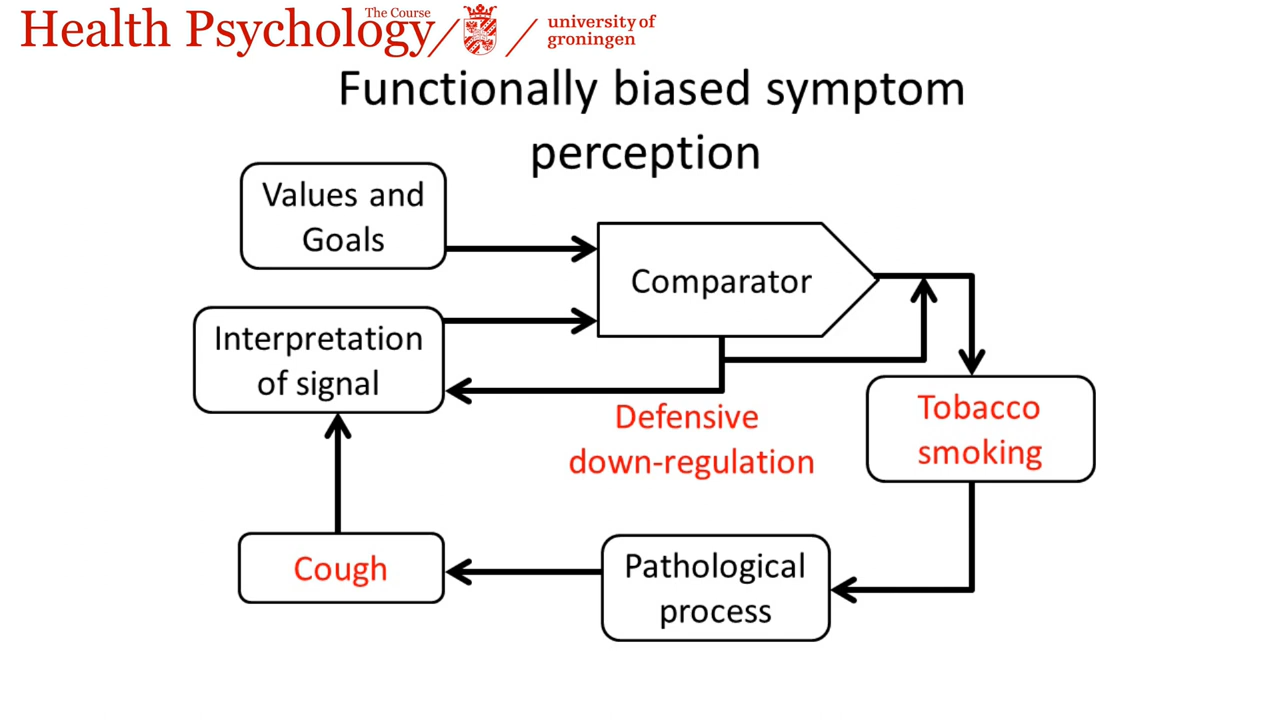 Health Psychology
The Course
university of
groningen
Functionally biased symptom
perception
Values and
Goals
Comparator
Interpretation
of signal
Defensive
down-regulation
Tobacco
smoking
Cough
Pathological
process